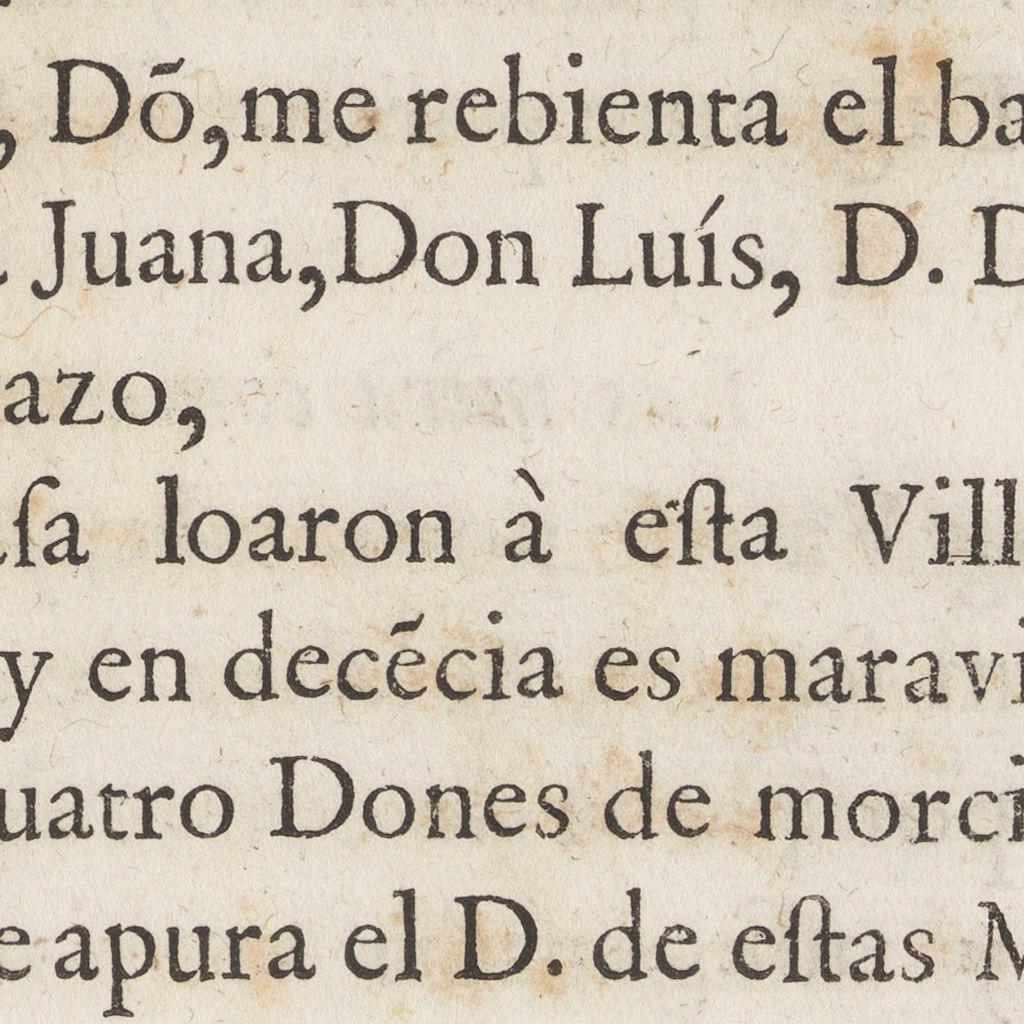 , Dō,me rebienta el ba
Juana,Don Luís, D. D
azo,
ſa loaron à eſta Vill
y en decēcia es maravi
uatro Dones de morci
e apura el D. de eſtas M